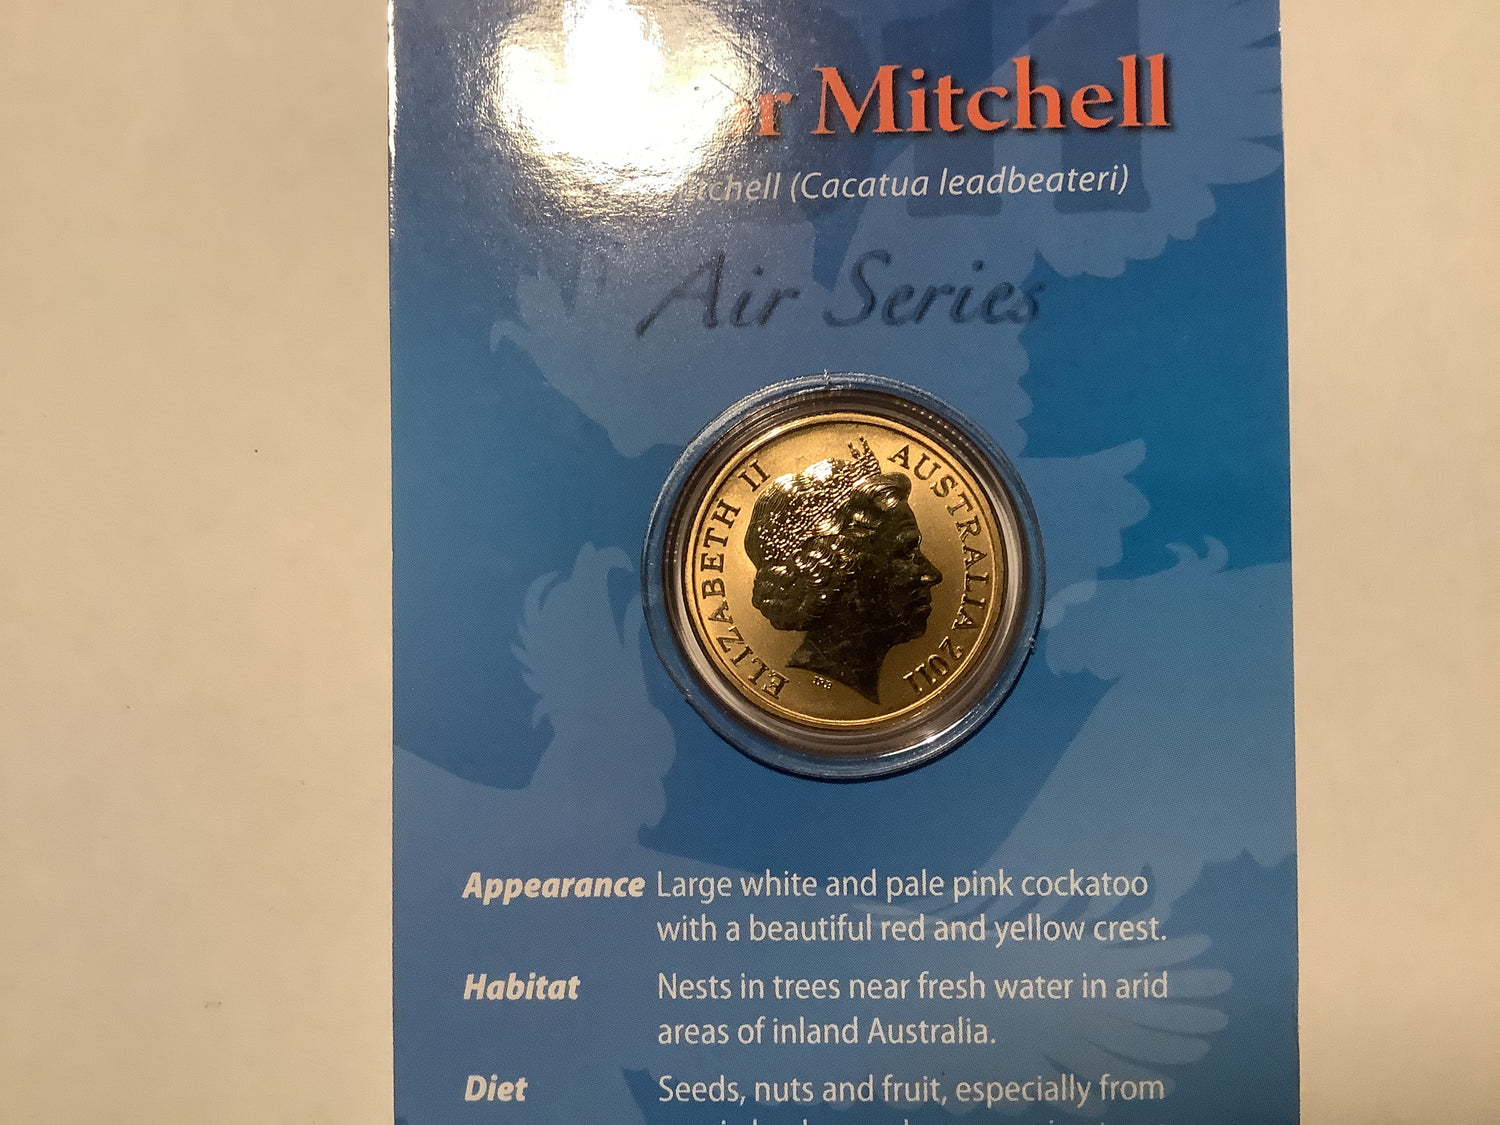 Mitchell
(Cacatua leadbeateri)
Air Series
ELIZABETH II AUSTRALIA 2011
Appearance Large white and pale pink cockatoo
with a beautiful red and yellow crest.
Habitat Nests in trees near fresh water in arid
areas of inland Australia.
Diet Seeds, nuts and fruit, especially from